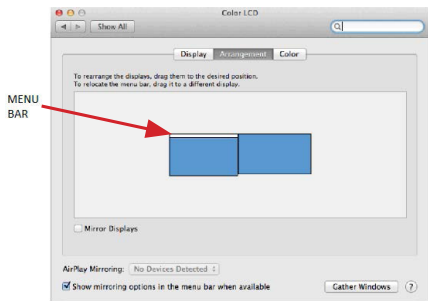 Color LCD
Show All
Display Arrangement Color
To rearrange the displays, drag them to the desired position.
To relocate the menu bar, drag it to a different display.
MENU
BAR
Mirror Displays
AirPlay Mirroring: No Devices Detected
Show mirroring options in the menu bar when available
Gather Windows ?